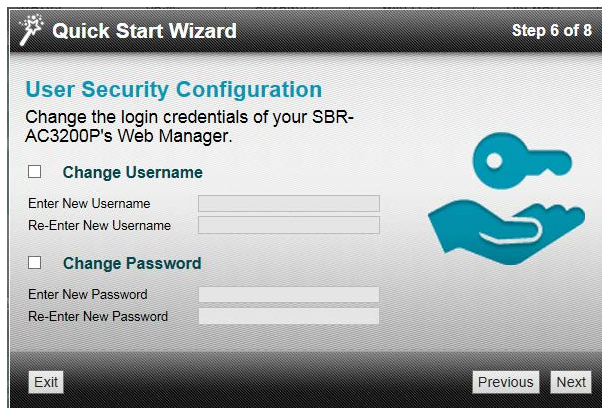 Quick Start Wizard
Step 6 of 8
User Security Configuration
Change the login credentials of your SBR-
AC3200P's Web Manager.
Change Username
Enter New Username
Re-Enter New Username
Change Password
Enter New Password
Re-Enter New Password
Exit
Previous
Next